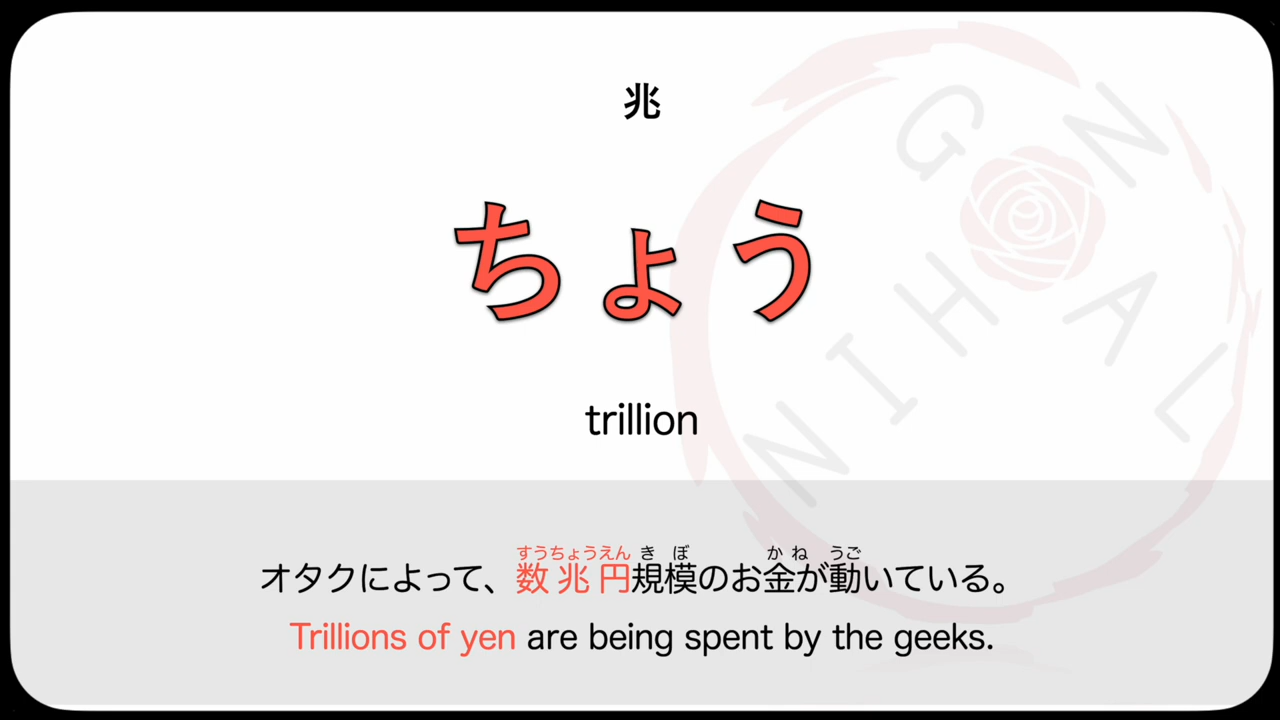 兆
ちょう
trillion
すうちょうえん き ぼ かね うご
オタクによって、数兆円規模のお金が動いている。
Trillions of yen are being spent by the geeks.
NIHONGONAL